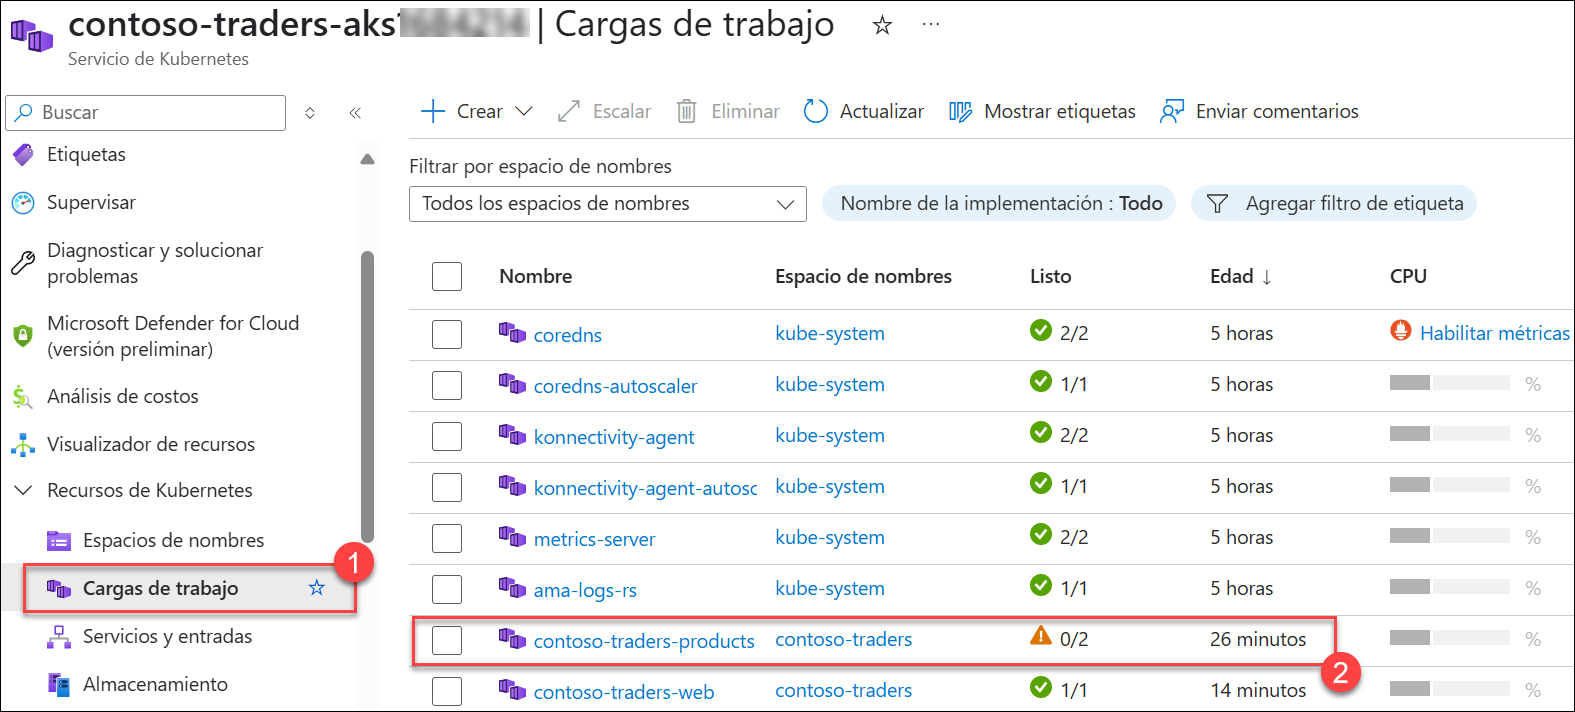 contoso-traders-aks | Cargas de trabajo
Servicio de Kubernetes
Buscar
Crear Escalar Eliminar Actualizar Mostrar etiquetas Enviar comentarios
Etiquetas
Supervisar
Diagnosticar y solucionar
problemas
Microsoft Defender for Cloud
(versión preliminar)
Análisis de costos
Visualizador de recursos
Recursos de Kubernetes
Espacios de nombres
Cargas de trabajo
1
Servicios y entradas
Almacenamiento
Filtrar por espacio de nombres
Todos los espacios de nombres Nombre de la implementación : Todo Agregar filtro de etiqueta
Nombre Espacio de nombres Listo Edad ↓ CPU
coredns kube-system 2/2 5 horas Habilitar métricas
coredns-autoscaler kube-system 1/1 5 horas %
konnectivity-agent kube-system 2/2 5 horas %
konnectivity-agent-autosc kube-system 1/1 5 horas %
metrics-server kube-system 2/2 5 horas %
ama-logs-rs kube-system 1/1 5 horas %
contoso-traders-products contoso-traders 0/2 26 minutos %
2
contoso-traders-web contoso-traders 1/1 14 minutos %